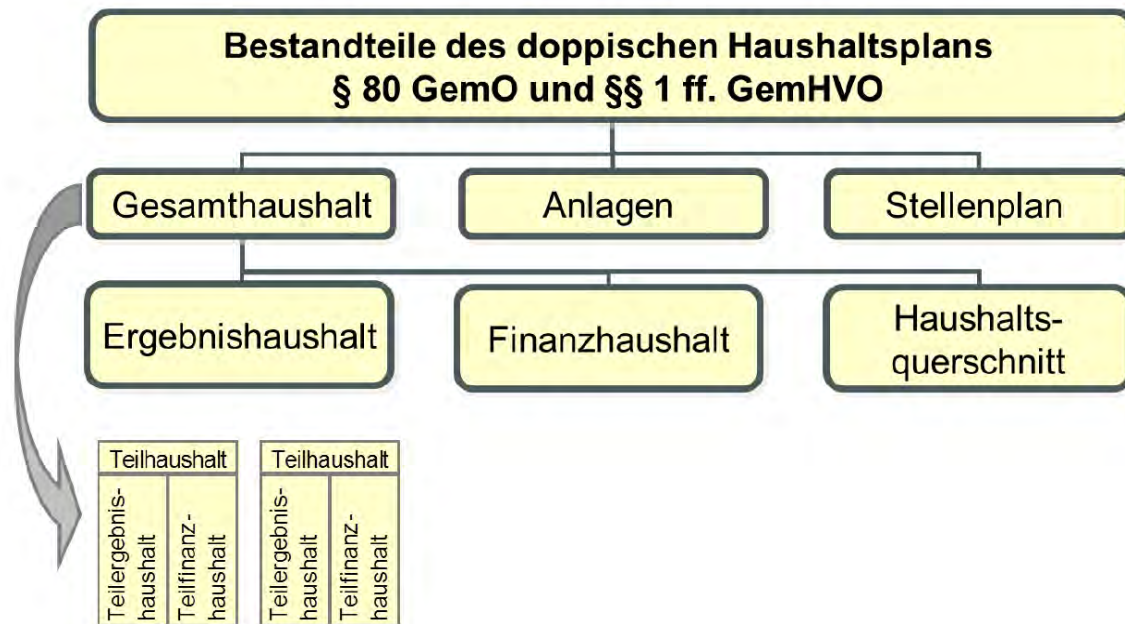 Bestandteile des doppischen Haushaltsplans
§ 80 GemO und §§ 1 ff. GemHVO
Gesamthaushalt
Anlagen
Stellenplan
Ergebnishaushalt
Finanzhaushalt
Haushalts-
querschnitt
Teilhaushalt
Teilergebnis-
haushalt
Teilfinanz-
haushalt
Teilhaushalt
Teilergebnis-
haushalt
Teilfinanz-
haushalt